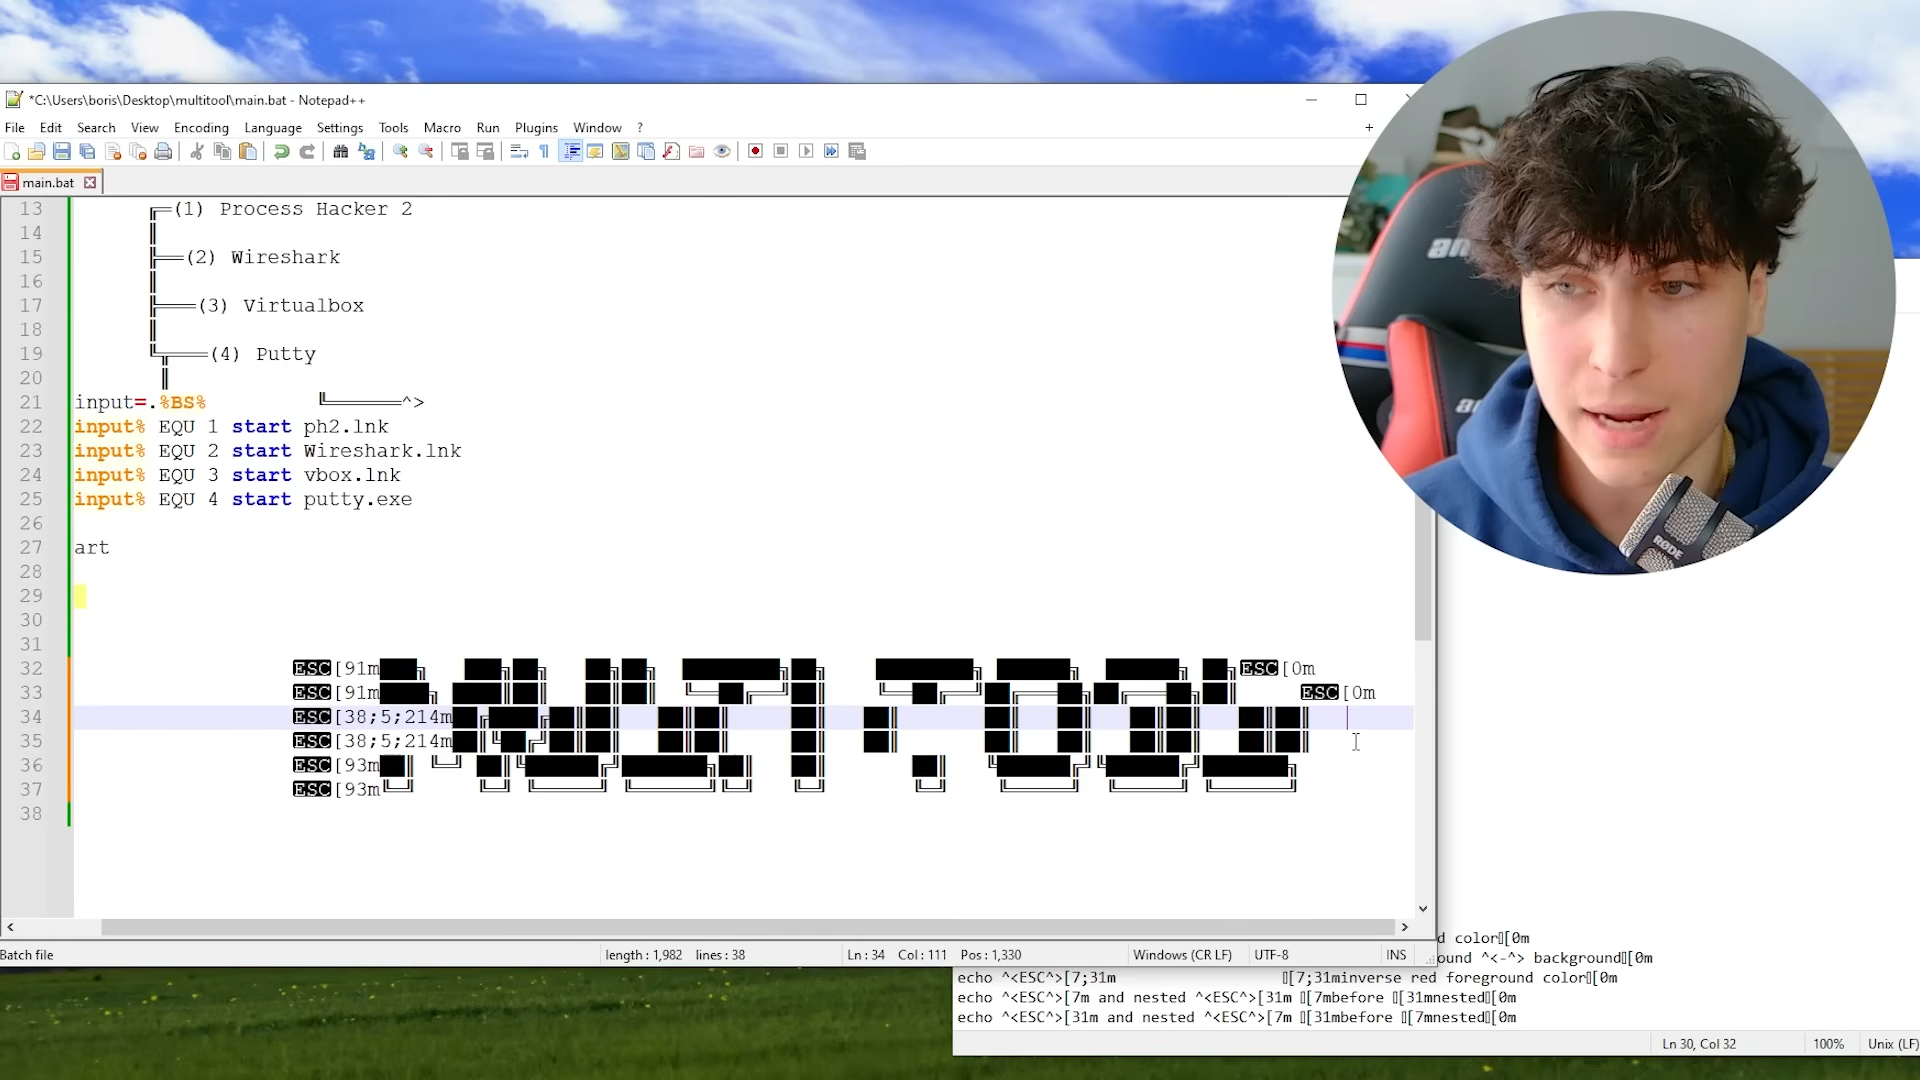 *C:\Users\boris\Desktop\multitool\main.bat - Notepad++
File Edit Search View Encoding Language Settings Tools Macro Run Plugins Window ?
main.bat
13 (1) Process Hacker 2
14
15 (2) Wireshark
16
17 (3) Virtualbox
18
19 (4) Putty
20
21 input=.%BS% ^>
22 input% EQU 1 start ph2.lnk
23 input% EQU 2 start Wireshark.lnk
24 input% EQU 3 start vbox.lnk
25 input% EQU 4 start putty.exe
26
27 art
28
29
30
31
32 ESC[91m ESC[0m
33 ESC[91m ESC[0m
34 ESC[38;5;214m
35 ESC[38;5;214m
36 ESC[93m
37 ESC[93m
38
MULTI-TOOL
Batch file length : 1,982 lines : 38 Ln : 34 Col : 111 Pos : 1,330 Windows (CR LF) UTF-8 INS
d color[0m
ound ^<-^> background[0m
echo ^<ESC^>[7;31m [7;31minverse red foreground color[0m
echo ^<ESC^>[7m and nested ^<ESC^>[31m [7mbefore [31mnested[0m
echo ^<ESC^>[31m and nested ^<ESC^>[7m [31mbefore [7mnested[0m
Ln 30, Col 32 100% Unix (LF)
RØDE